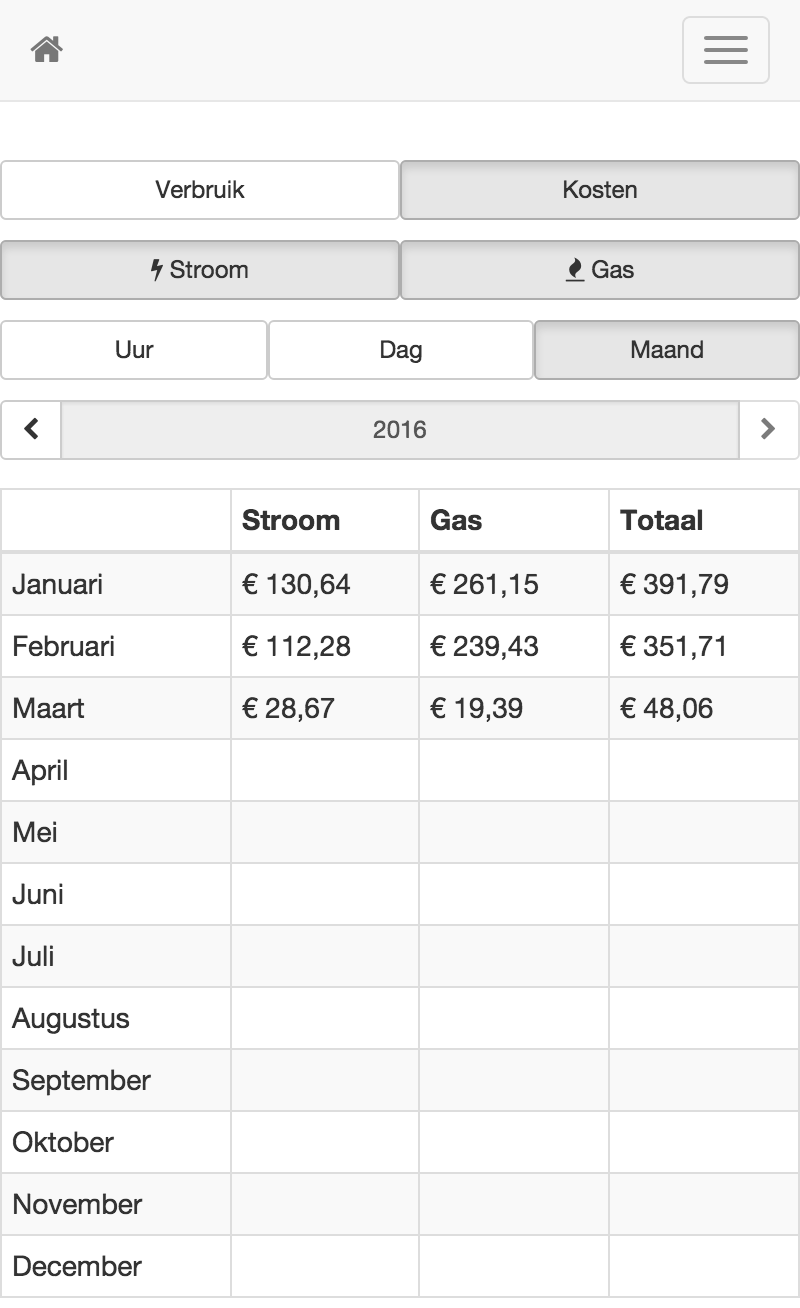 Verbruik Kosten
Stroom Gas
Uur Dag Maand
2016
Stroom Gas Totaal
Januari € 130,64 € 261,15 € 391,79
Februari € 112,28 € 239,43 € 351,71
Maart € 28,67 € 19,39 € 48,06
April
Mei
Juni
Juli
Augustus
September
Oktober
November
December